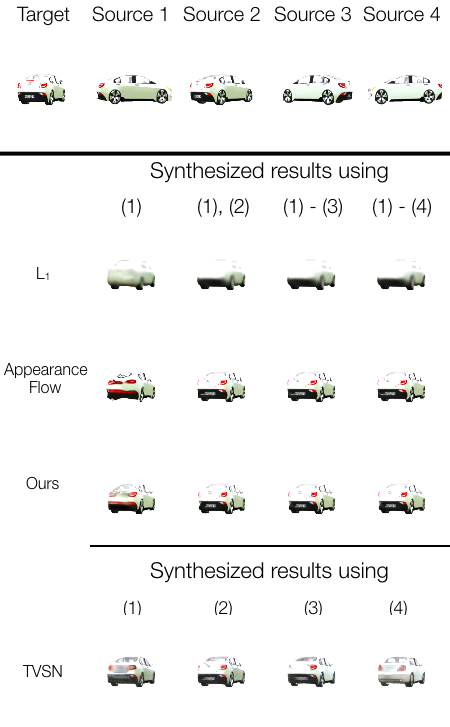 Target Source 1 Source 2 Source 3 Source 4
Synthesized results using
(1) (1), (2) (1) - (3) (1) - (4)
L₁
Appearance
Flow
Ours
Synthesized results using
(1) (2) (3) (4)
TVSN